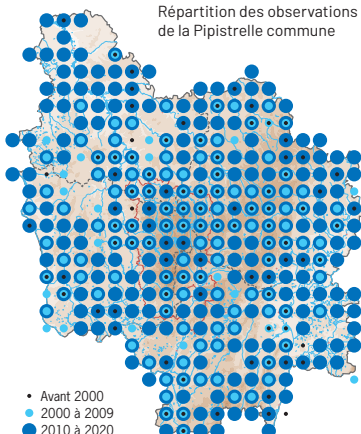 Répartition des observations
de la Pipistrelle commune
Avant 2000
2000 à 2009
2010 à 2020